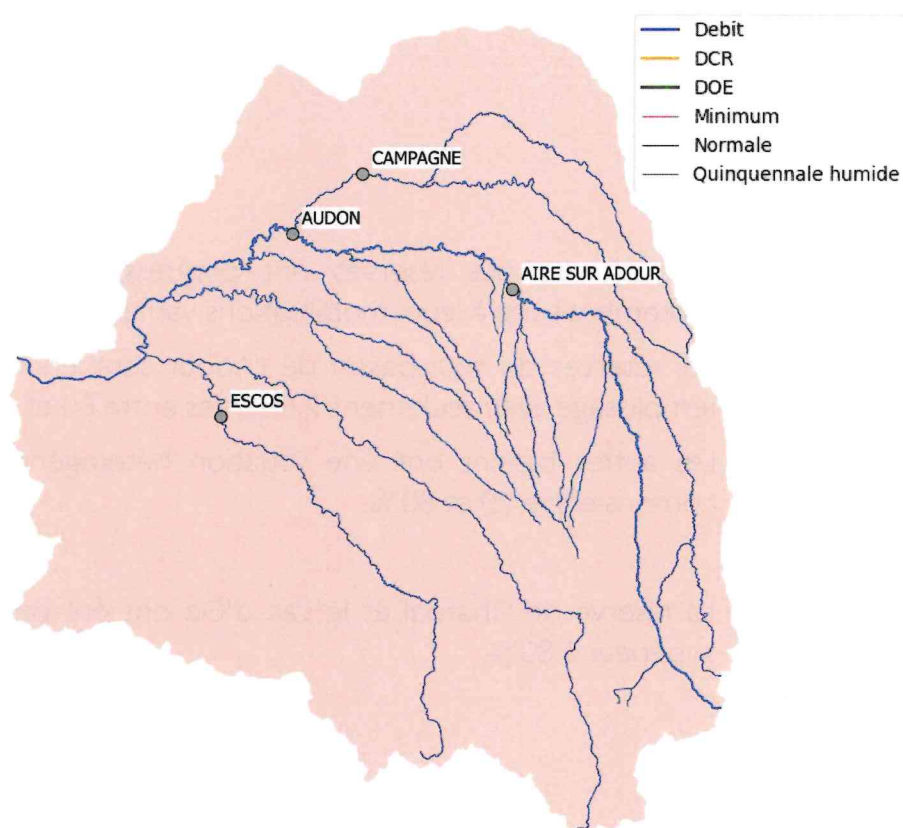 Debit
DCR
DOE
Minimum
Normale
Quinquennale humide
CAMPAGNE
AUDON
AIRE SUR ADOUR
ESCOS